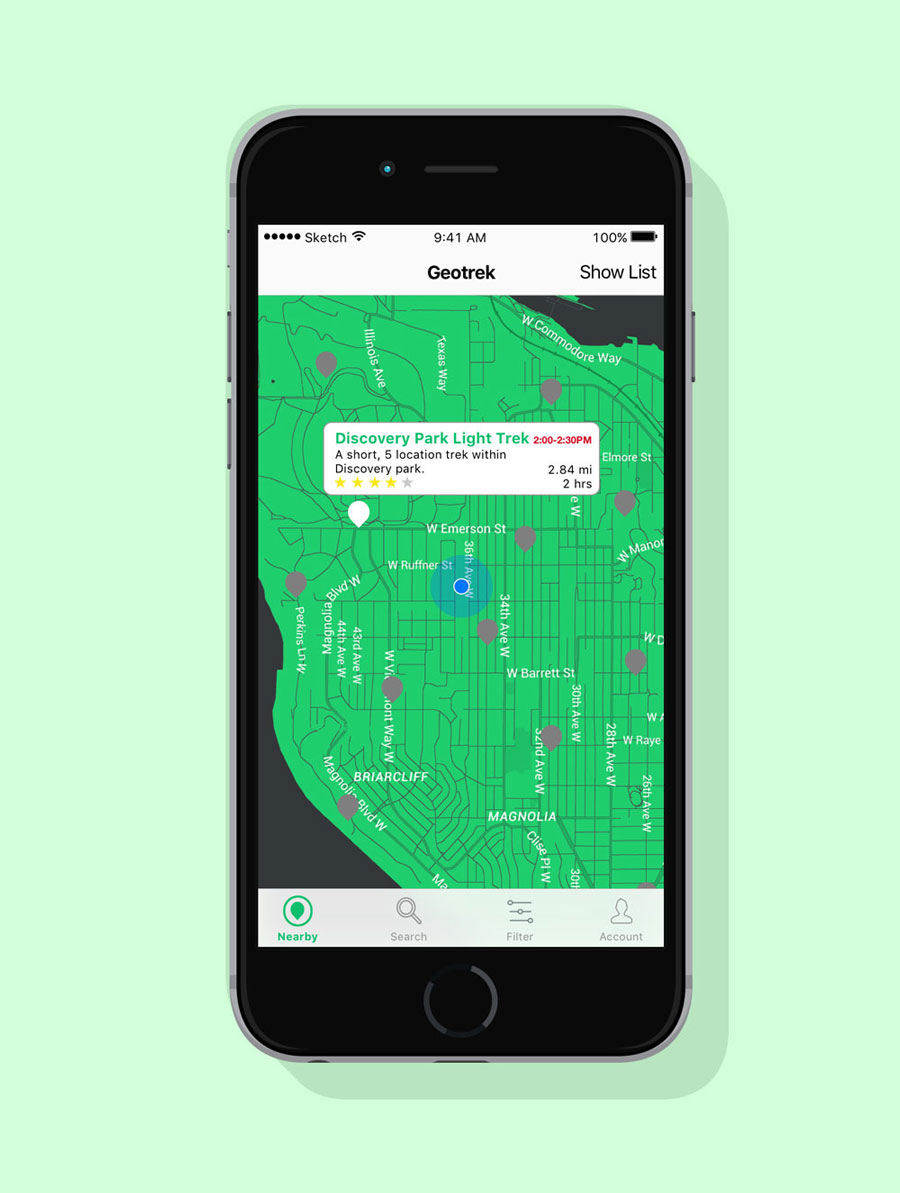 Sketch 9:41 AM 100%
Geotrek Show List
W Commodore Way
Illinois Ave
Texas Way
Discovery Park Light Trek 2:00-2:30PM
A short, 5 location trek within
Discovery park. 2.84 mi
2 hrs
Elmore St
W Emerson St
W Manor
W Ruffner St
36th Ave W
Blvd W
Magnolia
34th Ave W
Perkins Ln W
44th Ave W
43rd Ave W
W D
W Vi
mont Way W
W Barrett St
30th Ave W
W A
28th Ave W
W Raye
32nd Ave W
Magnolia Blvd W
BRIARCLIFF
26th Ave W
MAGNOLIA
Clise Pl W
30th
Ma
Nearby Search Filter Account